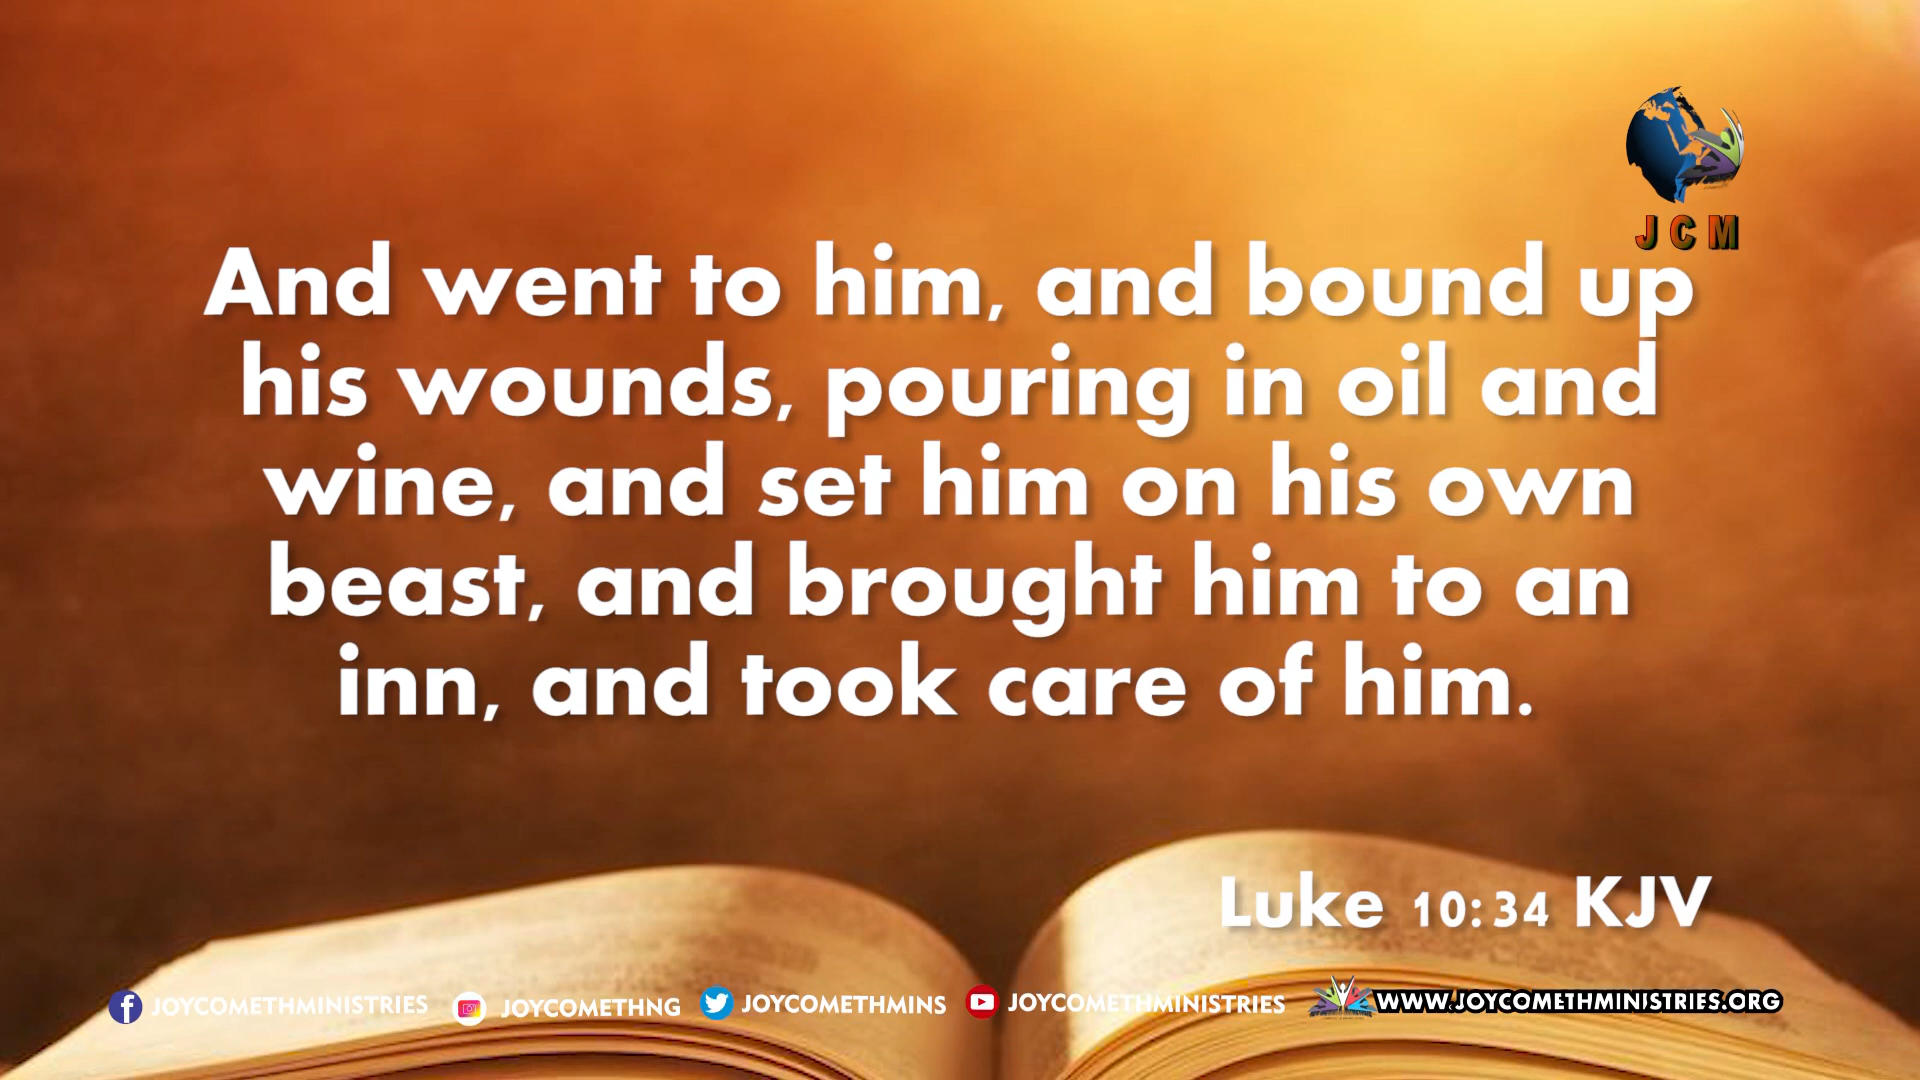 JCM
And went to him, and bound up
his wounds, pouring in oil and
wine, and set him on his own
beast, and brought him to an
inn, and took care of him.
Luke 10:34 KJV
JOYCOMETHMINISTRIES JOYCOMETHNG JOYCOMETHMINS JOYCOMETHMINISTRIES WWW.JOYCOMETHMINISTRIES.ORG